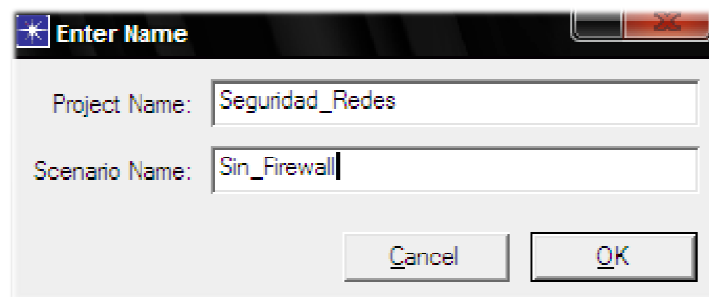 Enter Name
Project Name: Seguridad_Redes
Scenario Name: Sin_Firewall
Cancel OK